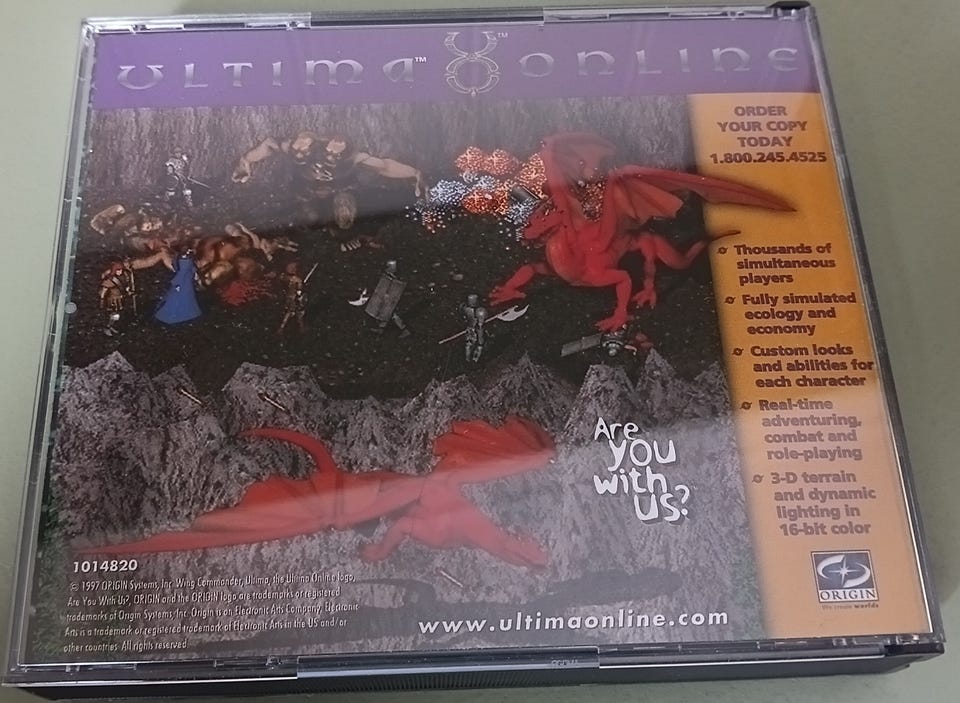 ULTIMA™ ™ ONLINE
ORDER
YOUR COPY
TODAY
1.800.245.4525
Thousands of
simultaneous
players
Fully simulated
ecology and
economy
Custom looks
and abilities for
each character
Real-time
adventuring,
combat and
role-playing
3-D terrain
and dynamic
lighting in
16-bit color
Are
you
with
us?
ORIGIN
We create worlds
1014820
© 1997 ORIGIN Systems, Inc. Wing Commander, Ultima, the Ultima Online logo,
Are You With Us?, ORIGIN and the ORIGIN logo are trademarks or registered
trademarks of Origin Systems, Inc. Origin is an Electronic Arts Company. Electronic
Arts is a trademark or registered trademark of Electronic Arts in the US and/or
other countries. All rights reserved.
www.ultimaonline.com